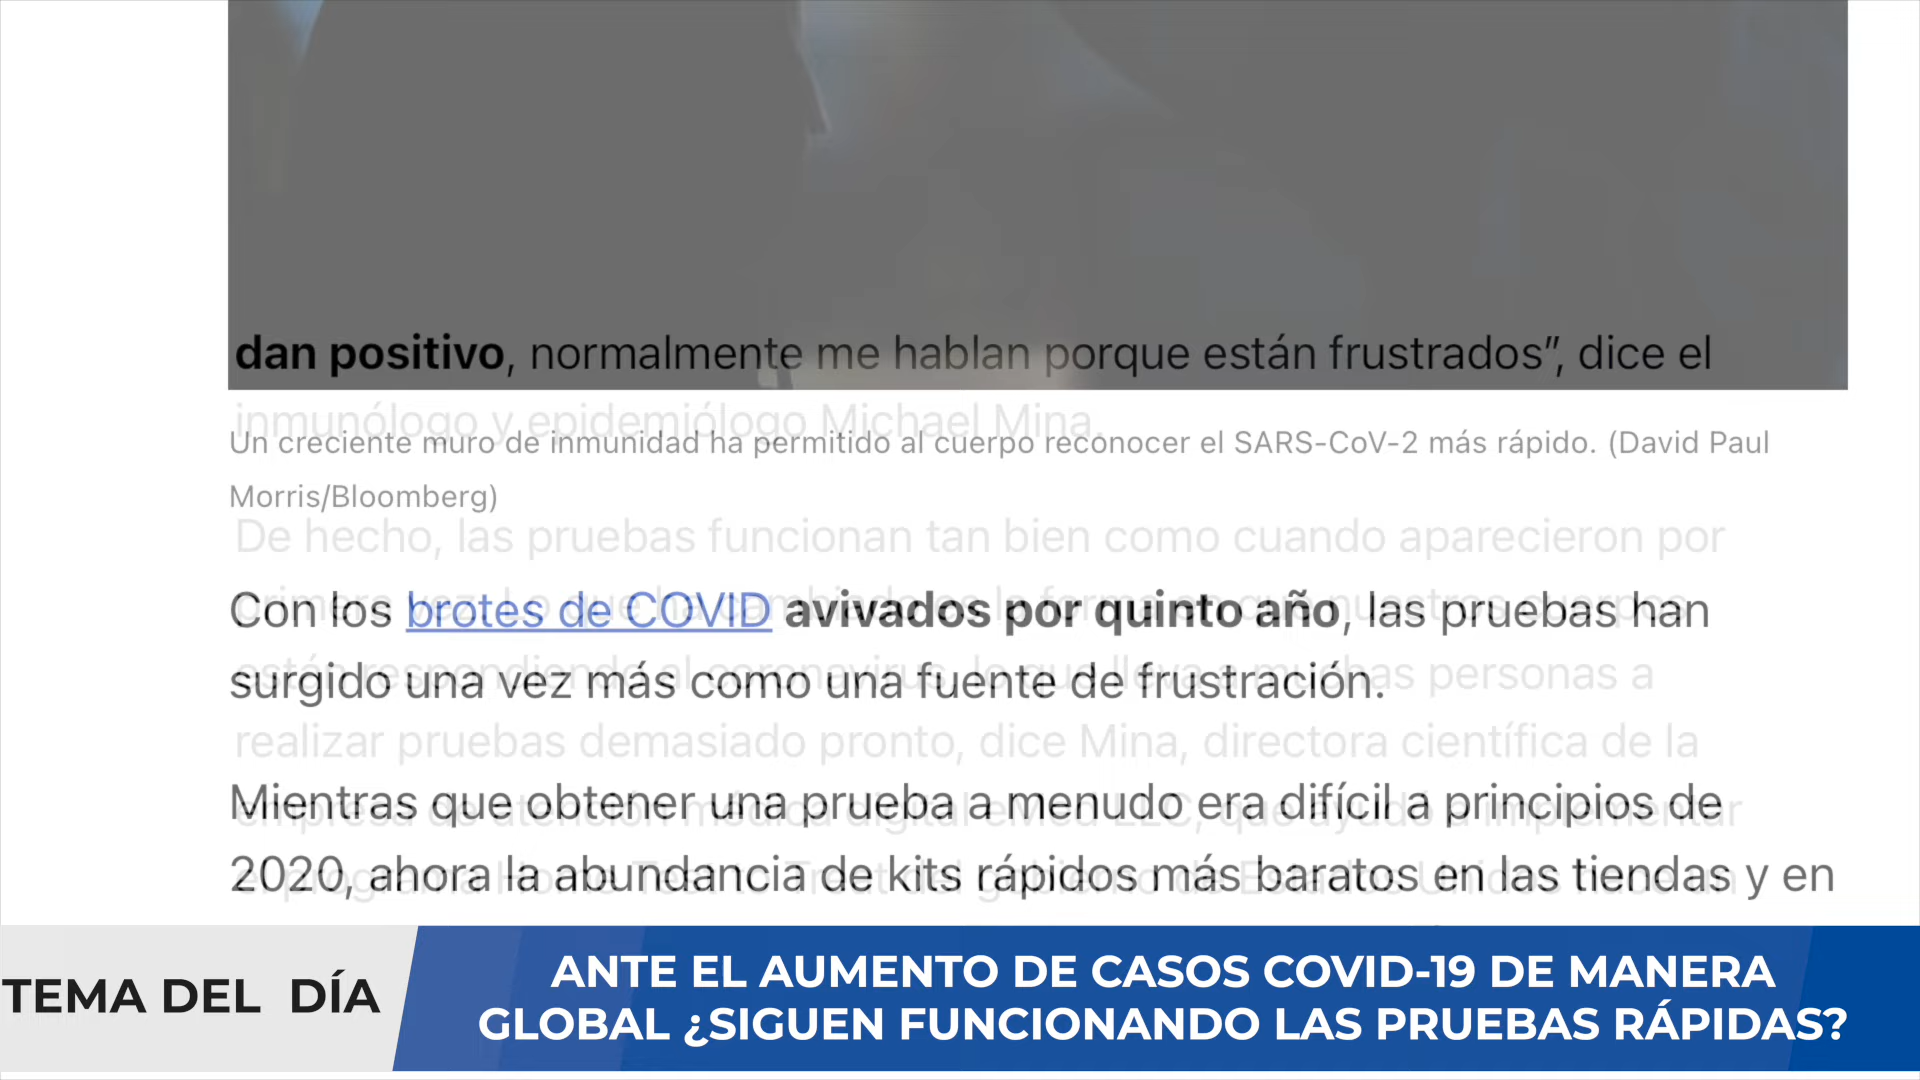 dan positivo, normalmente me hablan porque están frustrados”, dice el
inmunólogo y epidemiólogo Michael Mina.
Un creciente muro de inmunidad ha permitido al cuerpo reconocer el SARS-CoV-2 más rápido. (David Paul
Morris/Bloomberg)
De hecho, las pruebas funcionan tan bien como cuando aparecieron por
Con los brotes de COVID avivados por quinto año, las pruebas han
surgido una vez más como una fuente de frustración.
personas a
realizar pruebas demasiado pronto, dice Mina, directora científica de la
Mientras que obtener una prueba a menudo era difícil a principios de
2020, ahora la abundancia de kits rápidos más baratos en las tiendas y en
TEMA DEL DÍA
ANTE EL AUMENTO DE CASOS COVID-19 DE MANERA
GLOBAL ¿SIGUEN FUNCIONANDO LAS PRUEBAS RÁPIDAS?